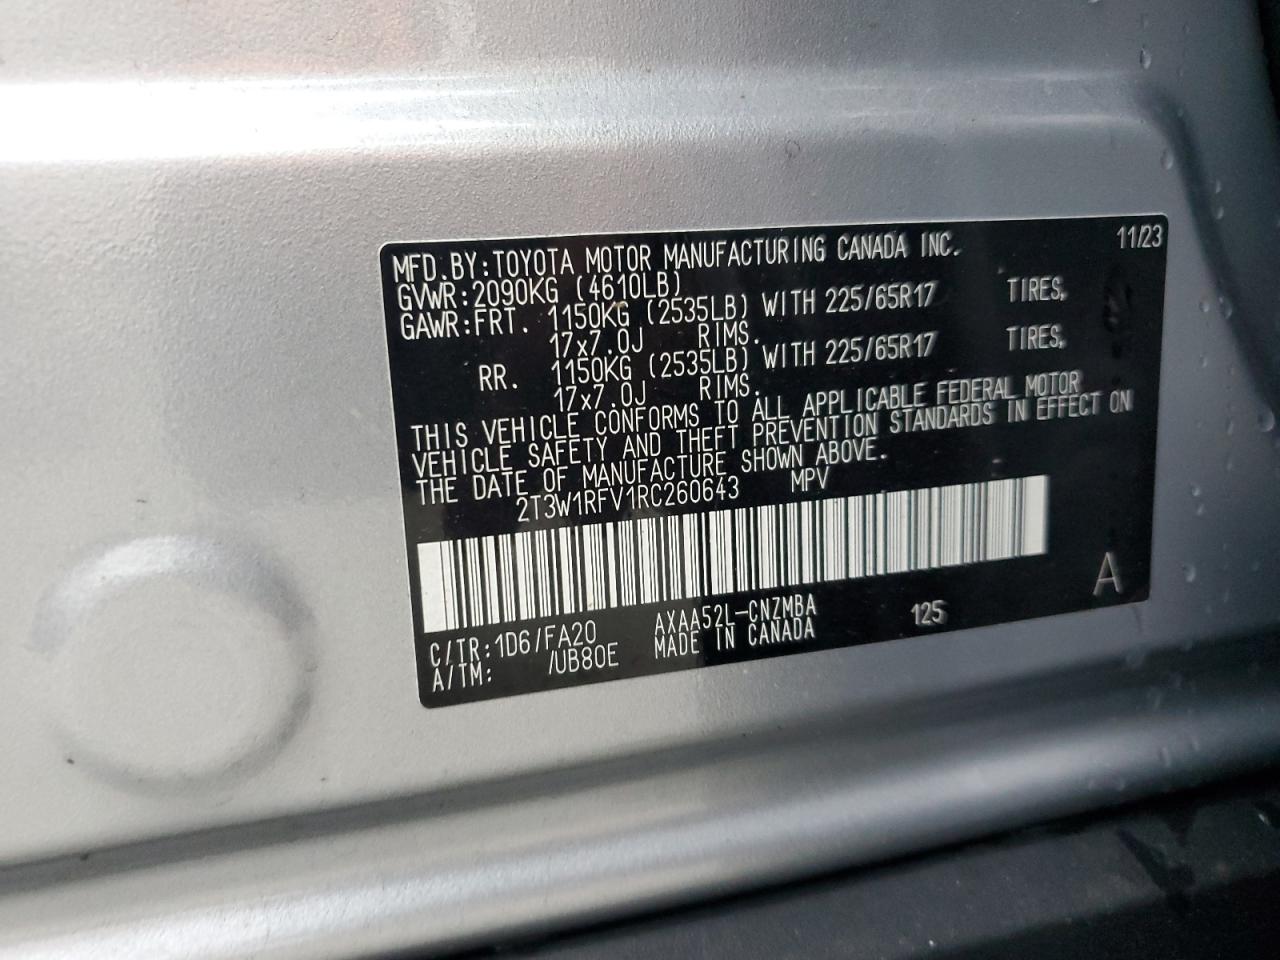 MFD.BY:TOYOTA MOTOR MANUFACTURING CANADA INC. 11/23
GVWR:2090KG (4610LB)
GAWR:FRT. 1150KG (2535LB) WITH 225/65R17 TIRES,
17x7.0J RIMS.
RR. 1150KG (2535LB) WITH 225/65R17 TIRES,
17x7.0J RIMS.
THIS VEHICLE CONFORMS TO ALL APPLICABLE FEDERAL MOTOR
VEHICLE SAFETY AND THEFT PREVENTION STANDARDS IN EFFECT ON
THE DATE OF MANUFACTURE SHOWN ABOVE.
2T3W1RFV1RC260643 MPV
A
C/TR:1D6/FA20 AXAA52L-CNZMBA 125
A/TM: /UB80E MADE IN CANADA